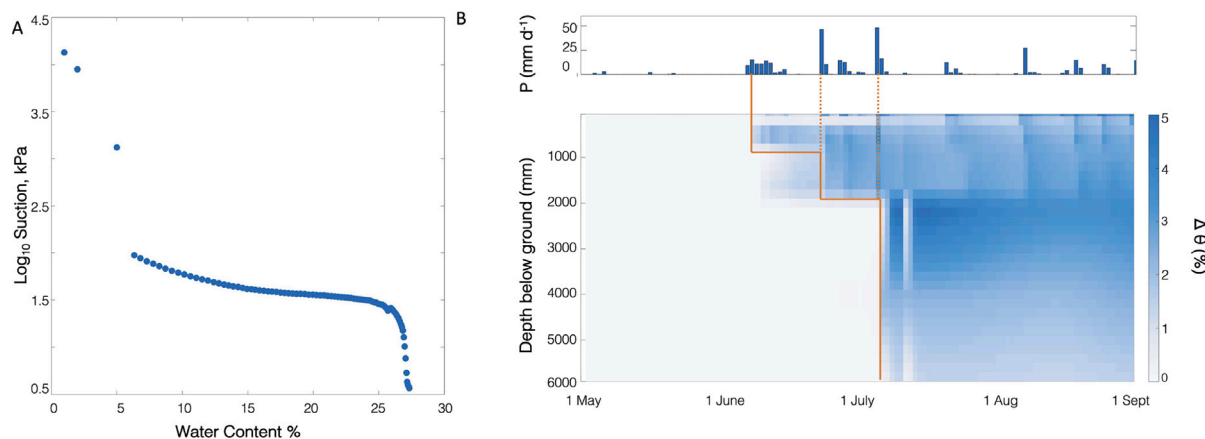 A
4.5
3.5
2.5
1.5
0.5
Log10 Suction, kPa
0
5
10
15
20
25
30
Water Content %
B
50
25
0
P (mm d-1)
1000
2000
3000
4000
5000
6000
Depth below ground (mm)
1 May
1 June
1 July
1 Aug
1 Sept
5
4
3
2
1
0
Δ θ (%)